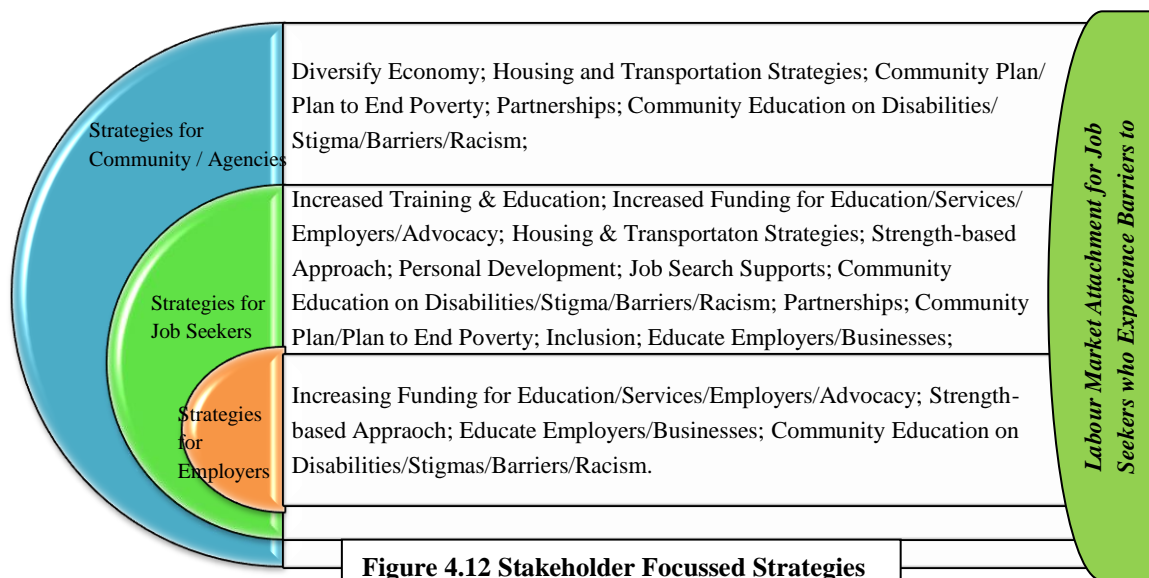 Strategies for
Community / Agencies
Diversify Economy; Housing and Transportation Strategies; Community Plan/
Plan to End Poverty; Partnerships; Community Education on Disabilities/
Stigma/Barriers/Racism;
Strategies for
Job Seekers
Increased Training & Education; Increased Funding for Education/Services/
Employers/Advocacy; Housing & Transportaton Strategies; Strength-based
Approach; Personal Development; Job Search Supports; Community
Education on Disabilities/Stigma/Barriers/Racism; Partnerships; Community
Plan/Plan to End Poverty; Inclusion; Educate Employers/Businesses;
Strategies
for
Employers
Increasing Funding for Education/Services/Employers/Advocacy; Strength-
based Appraoch; Educate Employers/Businesses; Community Education on
Disabilities/Stigmas/Barriers/Racism.
Labour Market Attachment for Job
Seekers who Experience Barriers to
Figure 4.12 Stakeholder Focussed Strategies